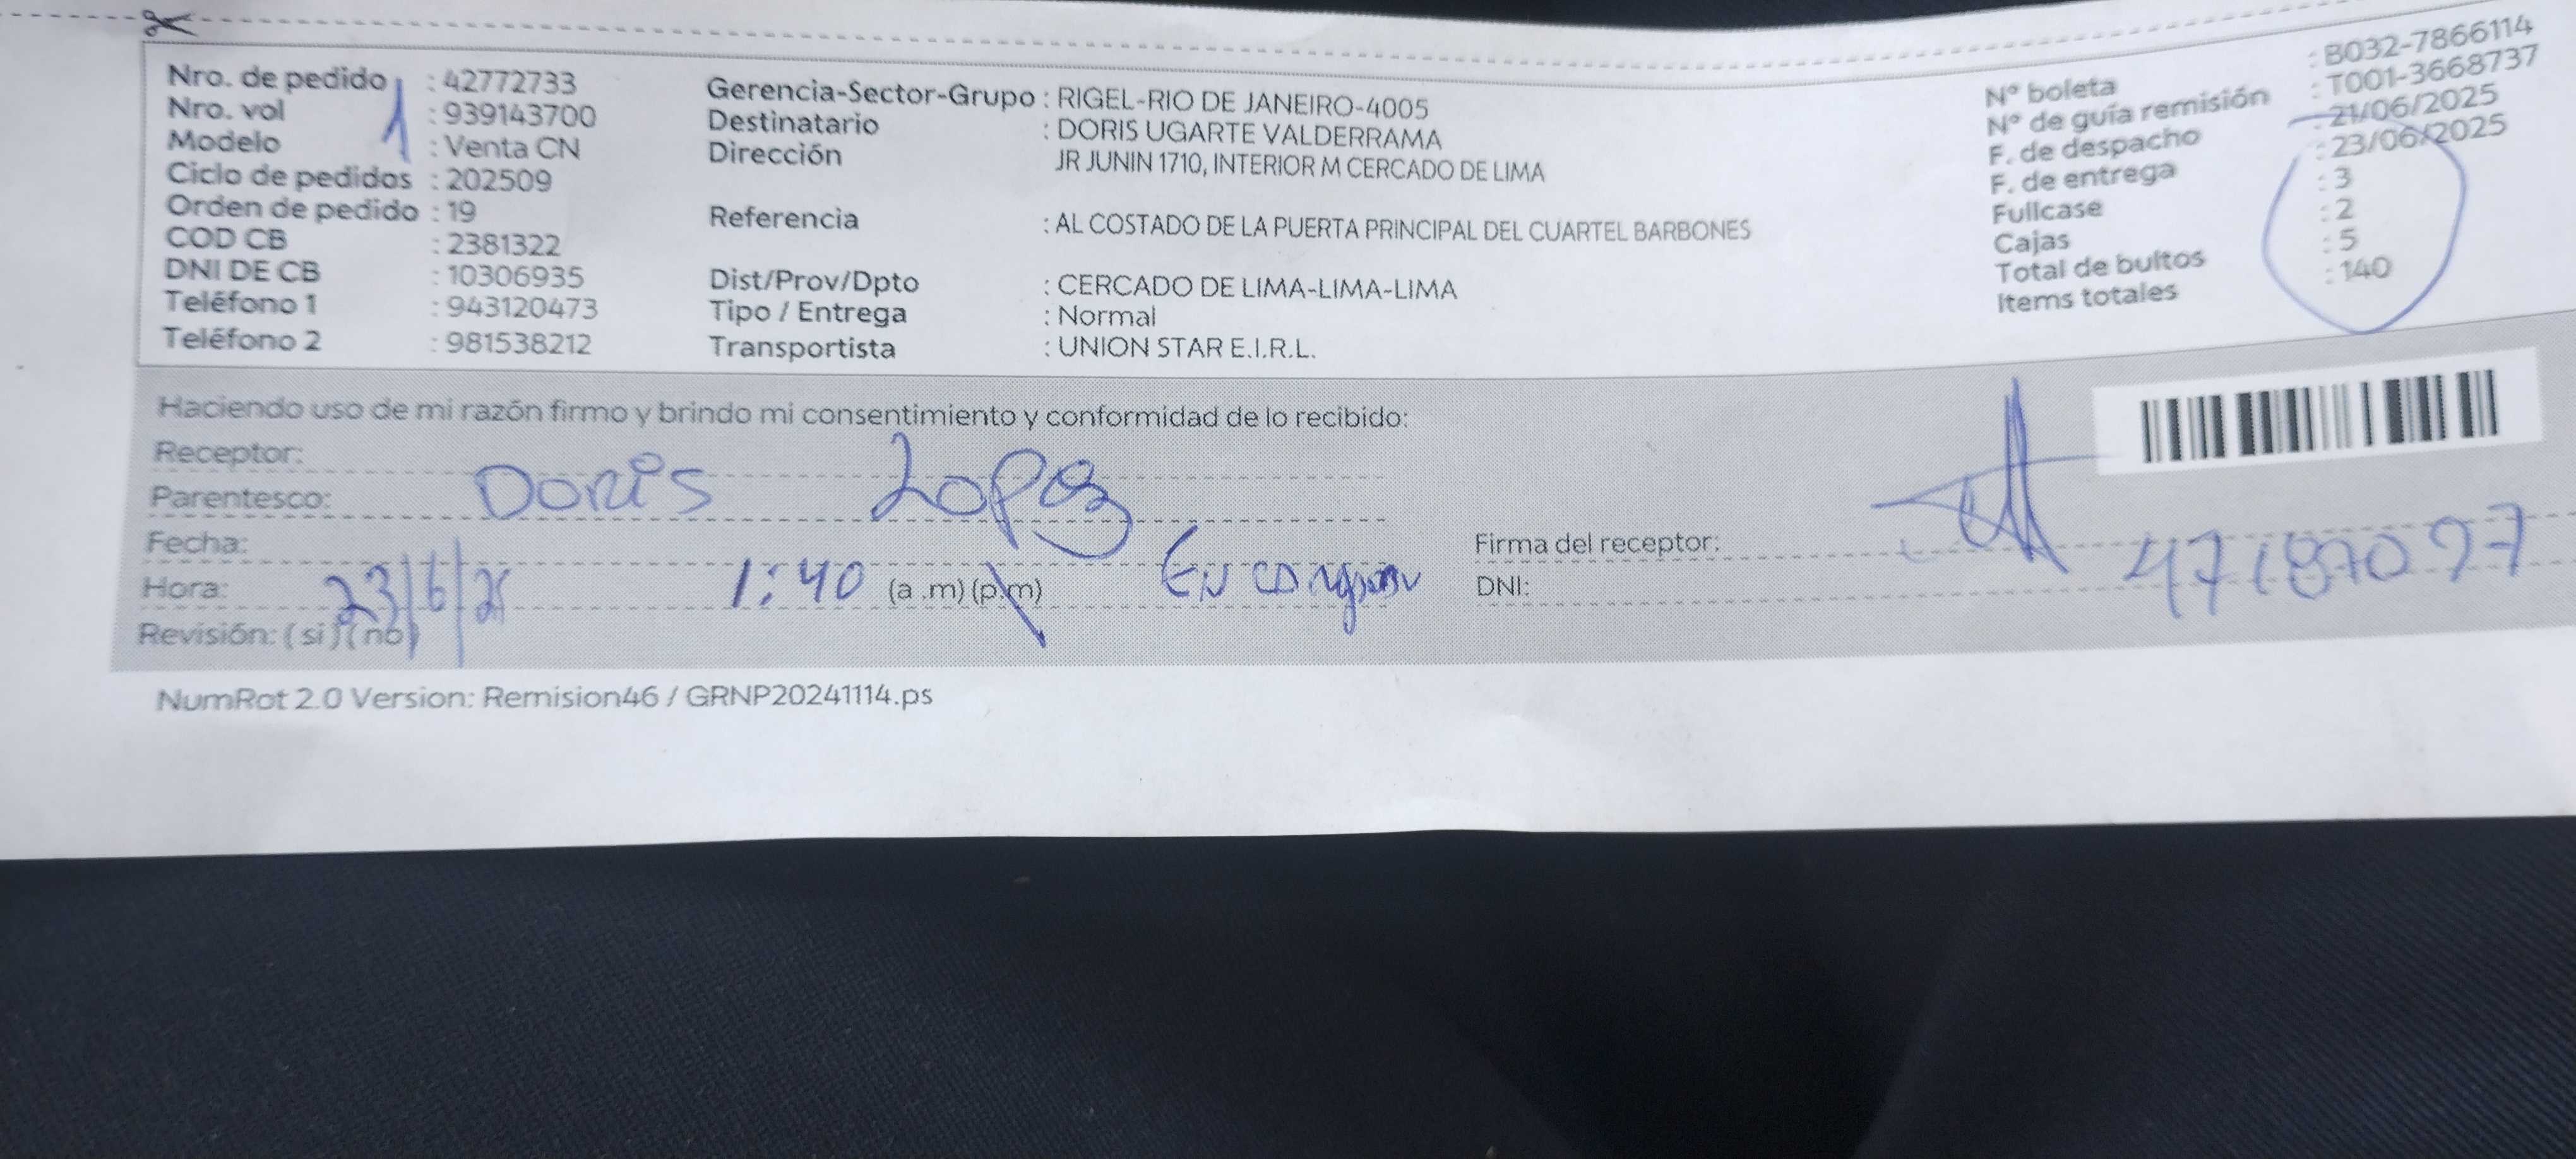 Nro. de pedido : 42772733
Nro. vol : 939143700
1
Modelo : Venta CN
Ciclo de pedidos : 202509
Orden de pedido : 19
COD CB : 2381322
DNI DE CB : 10306935
Teléfono 1 : 943120473
Teléfono 2 : 981538212
Gerencia-Sector-Grupo : RIGEL-RIO DE JANEIRO-4005
Destinatario : DORIS UGARTE VALDERRAMA
Dirección JR JUNIN 1710, INTERIOR M CERCADO DE LIMA
Referencia : AL COSTADO DE LA PUERTA PRINCIPAL DEL CUARTEL BARBONES
Dist/Prov/Dpto : CERCADO DE LIMA-LIMA-LIMA
Tipo / Entrega : Normal
Transportista : UNION STAR E.I.R.L.
N° boleta : B032-7866114
N° de guía remisión : T001-3668737
F. de despacho : 21/06/2025
F. de entrega : 23/06/2025
Fullcase : 3
Cajas : 2
Total de bultos : 5
Items totales : 140
Haciendo uso de mi razón firmo y brindo mi consentimiento y conformidad de lo recibido:
Receptor:
Parentesco: Doris Lopez
Fecha:
Hora: 23/6/25 1:40 (a .m) (p.m)
Revisión: ( si ) ( no )
Firma del receptor:
DNI: 47187097
NumRot 2.0 Version: Remision46 / GRNP20241114.ps